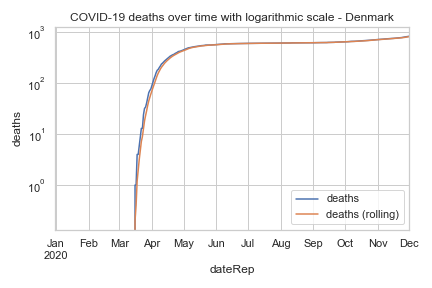 COVID-19 deaths over time with logarithmic scale - Denmark
deaths
10³
10²
10¹
10⁰
deaths
deaths (rolling)
Jan Feb Mar Apr May Jun Jul Aug Sep Oct Nov Dec
2020
dateRep